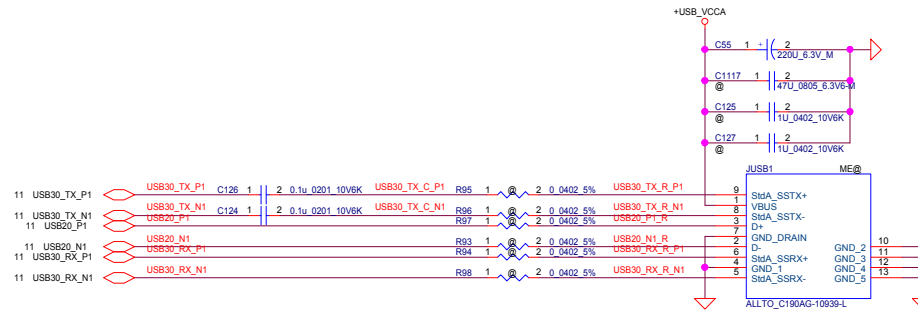 +USB_VCCA
C55 1 + 2
220U_6.3V_M
C1117 1 2
@ 47U_0805_6.3V6-M
C125 1 2
@ 1U_0402_10V6K
C127 1 2
@ 1U_0402_10V6K
JUSB1 ME@
11 USB30_TX_P1 USB30_TX_P1 C126 1 2 0.1u_0201_10V6K USB30_TX_C_P1 R95 1 @ 2 0_0402_5% USB30_TX_R_P1 9 StdA_SSTX+
1 VBUS
11 USB30_TX_N1 USB30_TX_N1 C124 1 2 0.1u_0201_10V6K USB30_TX_C_N1 R96 1 @ 2 0_0402_5% USB30_TX_R_N1 8 StdA_SSTX-
11 USB20_P1 USB20_P1 R97 1 @ 2 0_0402_5% USB20_P1_R 3 D+
7 GND_DRAIN
11 USB20_N1 USB20_N1 R93 1 @ 2 0_0402_5% USB20_N1_R 2 D- GND_2 10
11 USB30_RX_P1 USB30_RX_P1 R94 1 @ 2 0_0402_5% USB30_RX_R_P1 6 StdA_SSRX+ GND_3 11
4 GND_1 GND_4 12
11 USB30_RX_N1 USB30_RX_N1 R98 1 @ 2 0_0402_5% USB30_RX_R_N1 5 StdA_SSRX- GND_5 13
ALLTO_C190AG-10939-L